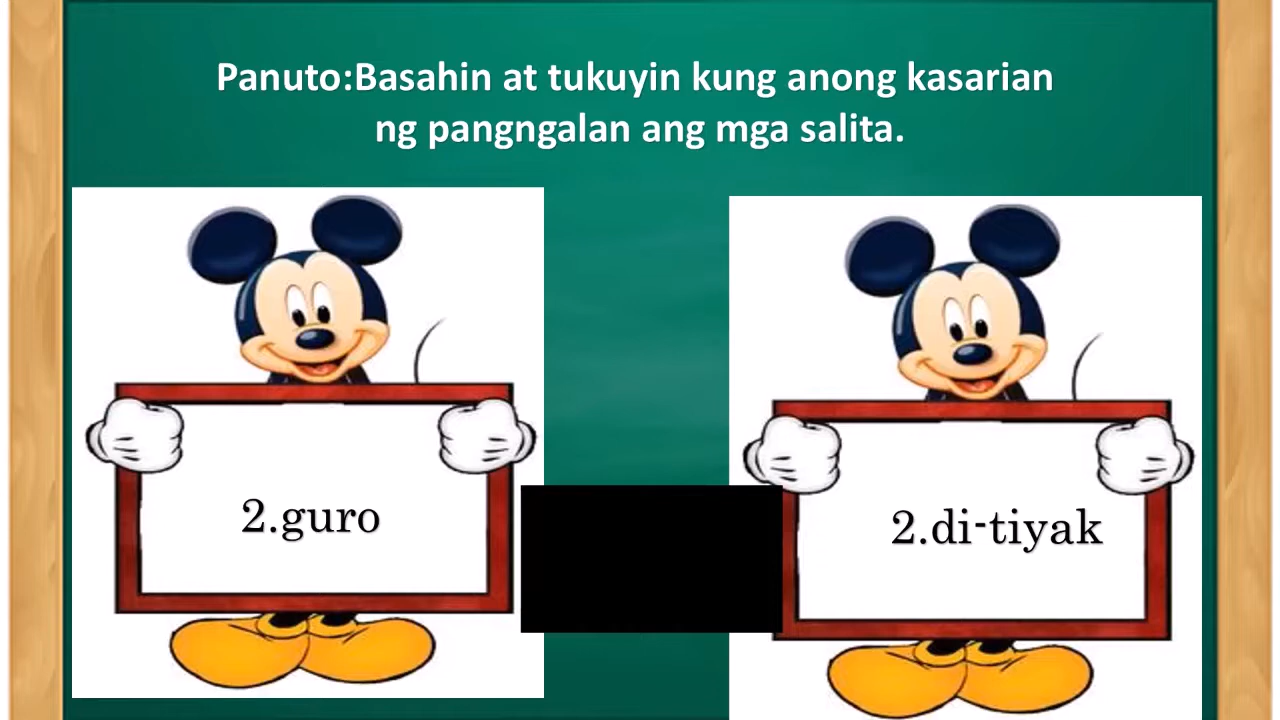 Panuto:Basahin at tukuyin kung anong kasarian
ng pangngalan ang mga salita.
2.guro
2.di-tiyak